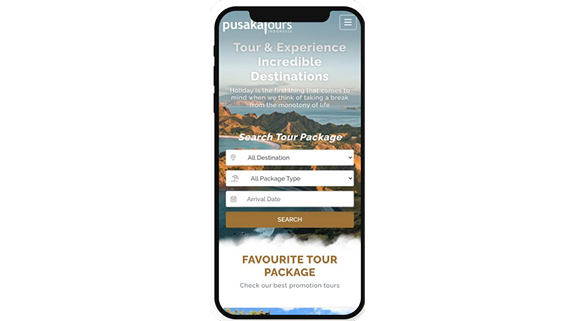 pusakatours
INDONESIA
Tour & Experience
Incredible
Destinations
Holiday is the first thing that comes to
mind when we think of taking a break
from the monotony of life
Search Tour Package
All Destination
All Package Type
Arrival Date
SEARCH
FAVOURITE TOUR
PACKAGE
Check our best promotion tours